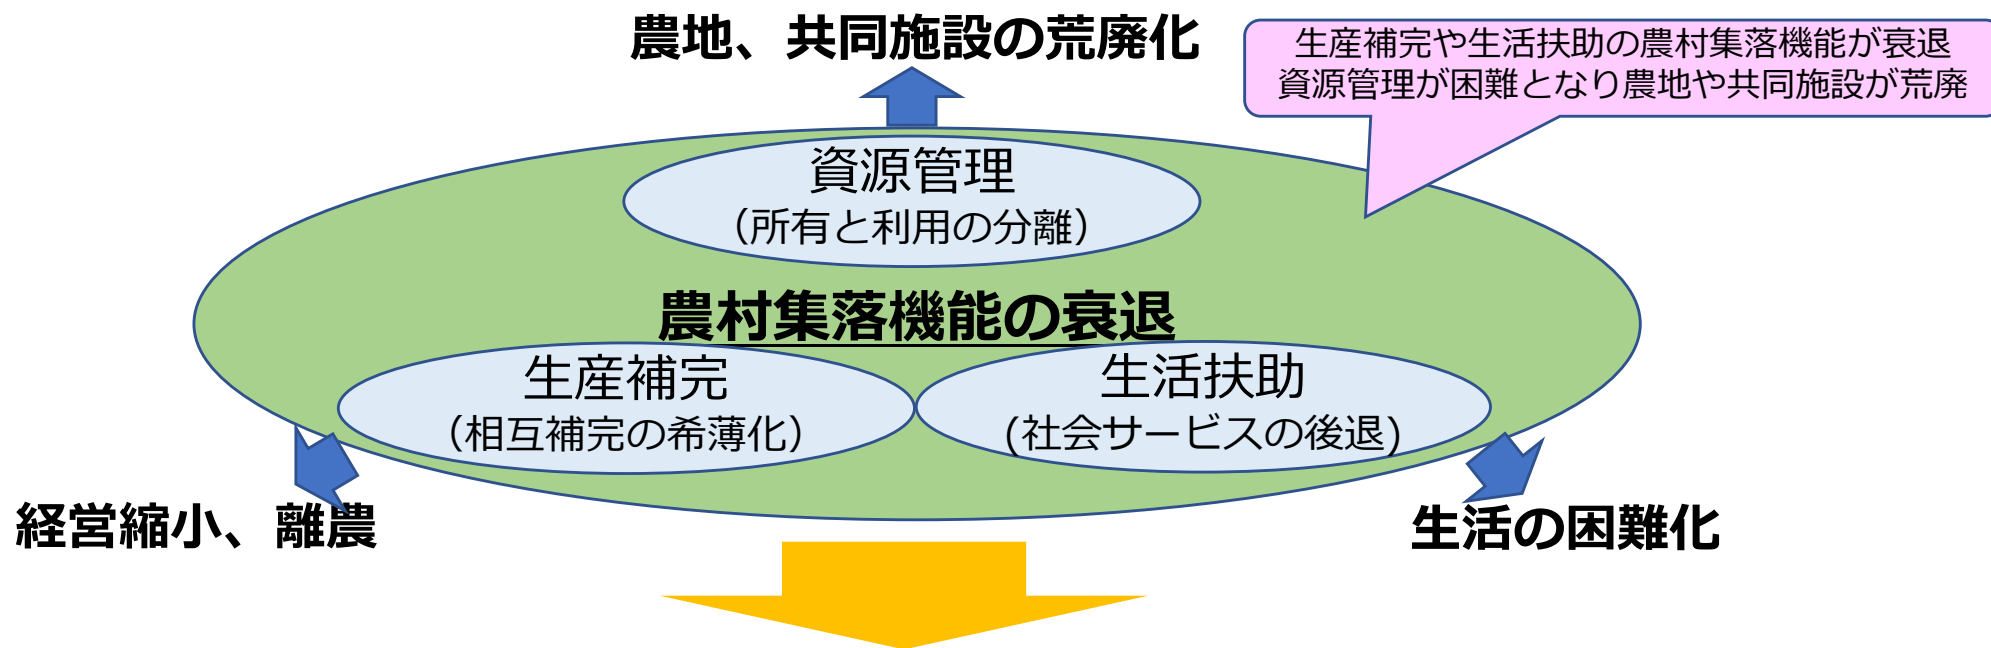 農地、共同施設の荒廃化
生産補完や生活扶助の農村集落機能が衰退
資源管理が困難となり農地や共同施設が荒廃
資源管理
（所有と利用の分離）
農村集落機能の衰退
生産補完
（相互補完の希薄化）
生活扶助
(社会サービスの後退)
経営縮小、離農
生活の困難化